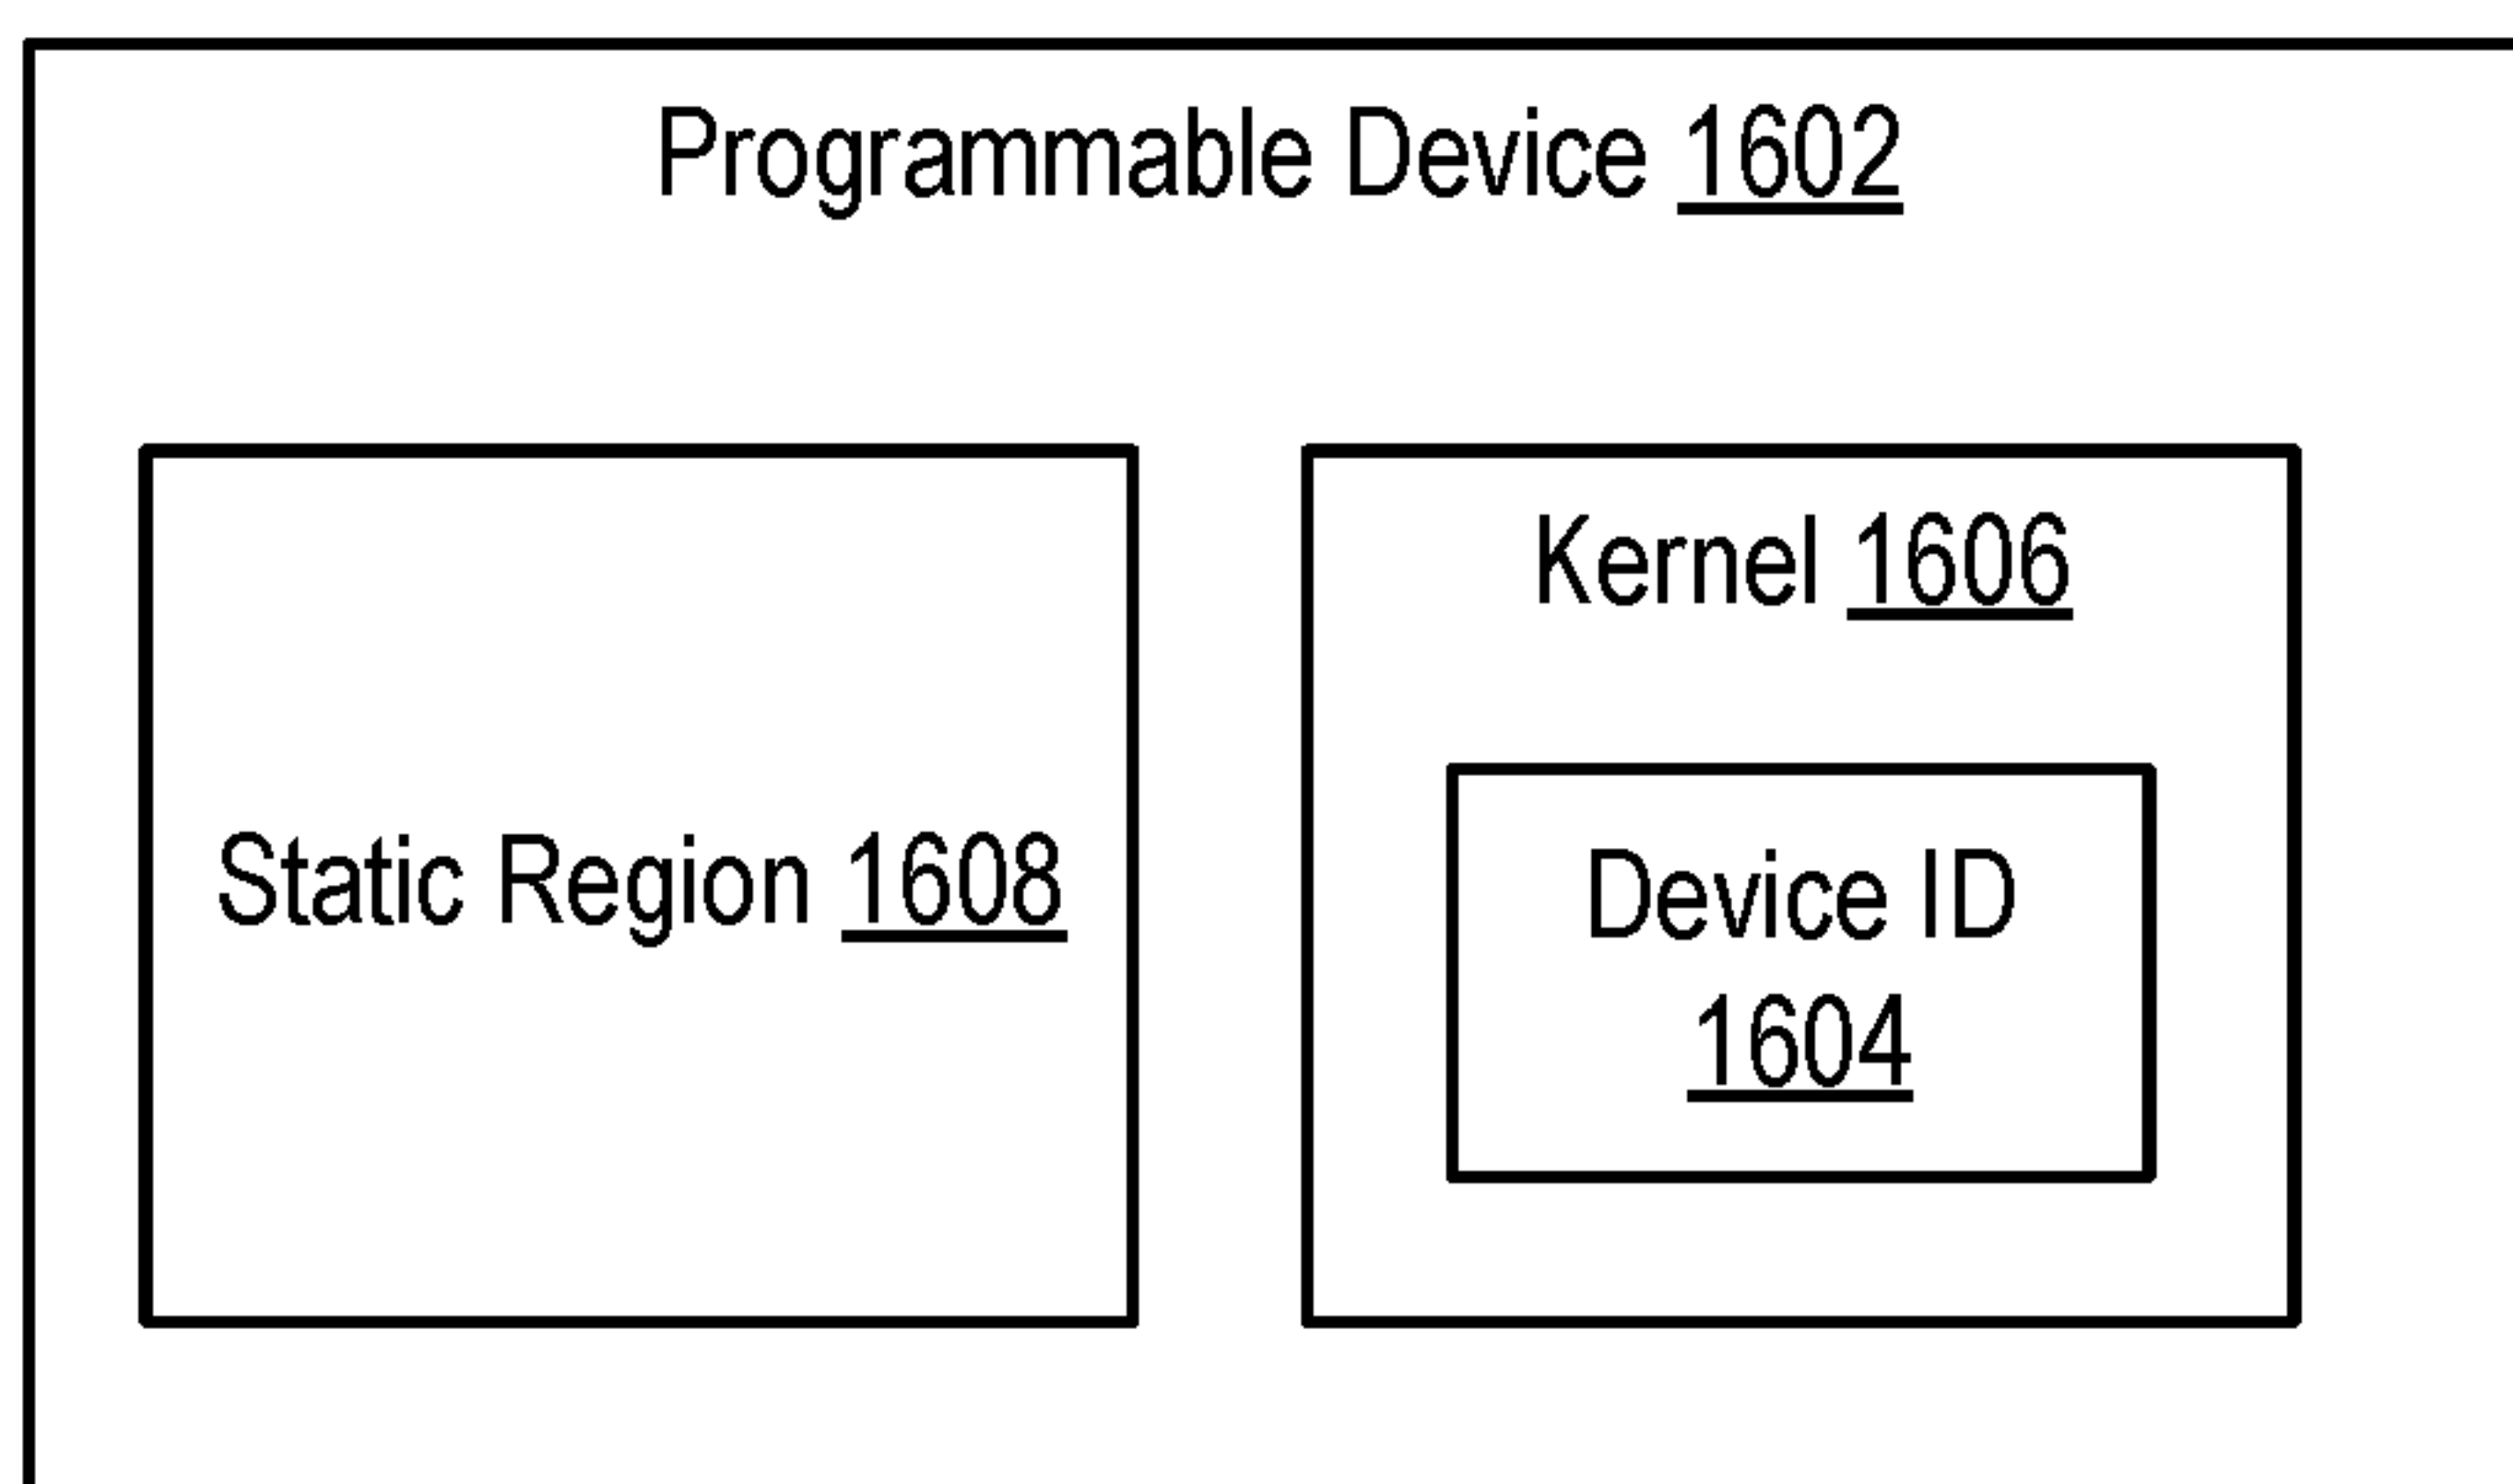 Programmable Device 1602
Static Region 1608
Kernel 1606
Device ID
1604